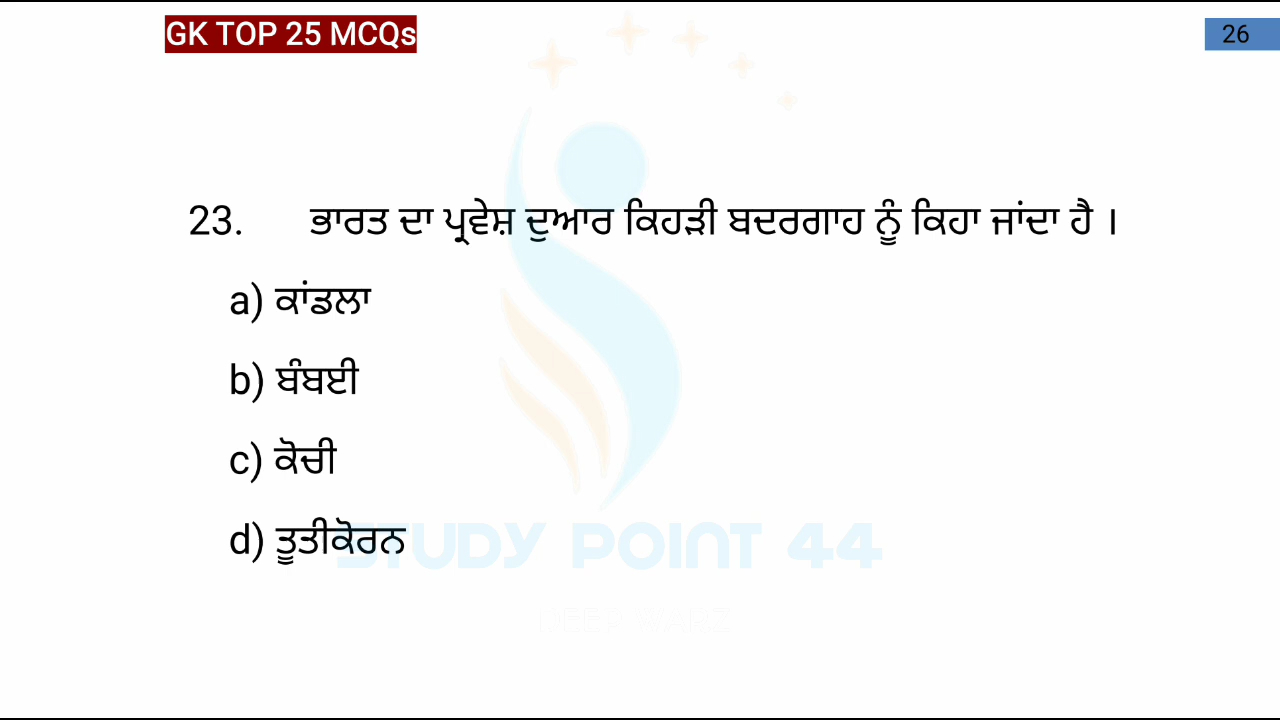 GK TOP 25 MCQs
26
23. ਭਾਰਤ ਦਾ ਪ੍ਰਵੇਸ਼ ਦੁਆਰ ਕਿਹੜੀ ਬਦਰਗਾਹ ਨੂੰ ਕਿਹਾ ਜਾਂਦਾ ਹੈ ।
a) ਕਾਂਡਲਾ
b) ਬੰਬਈ
c) ਕੋਚੀ
d) ਤੂਤੀਕੋਰਨ
STUDY POINT 44